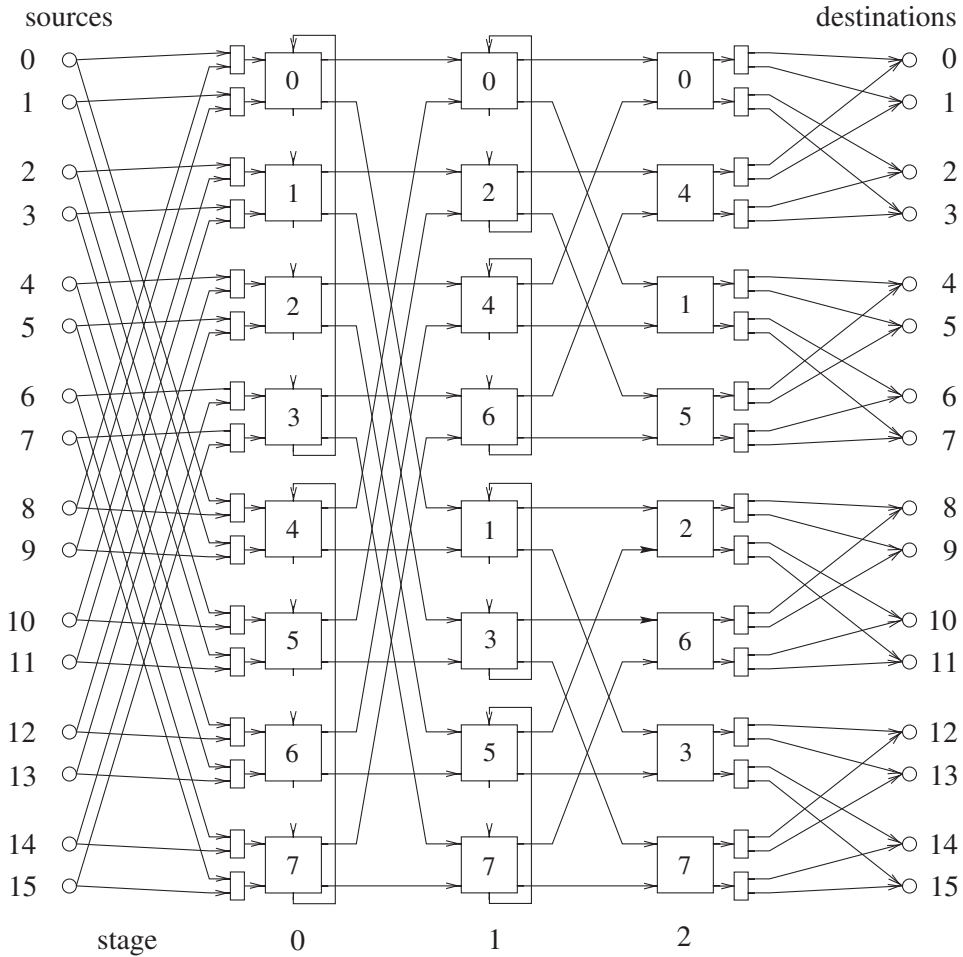 sources destinations
0 0 0 0 0
1 1
2 1 2 4 2
3 3
4 2 4 1 4
5 5
6 3 6 5 6
7 7
8 4 1 2 8
9 9
10 5 3 6 10
11 11
12 6 5 3 12
13 13
14 7 7 7 14
15 15
stage 0 1 2